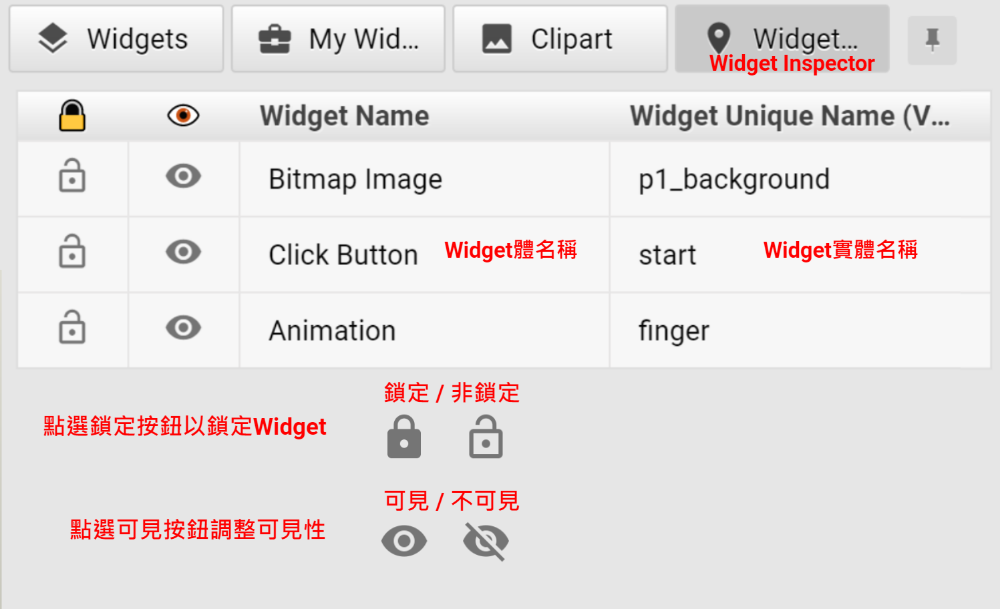 Widgets
My Wid...
Clipart
Widget...
Widget Inspector
Widget Name
Widget Unique Name (V...
Bitmap Image
p1_background
Click Button
Widget體名稱
start
Widget實體名稱
Animation
finger
鎖定 / 非鎖定
點選鎖定按鈕以鎖定Widget
可見 / 不可見
點選可見按鈕調整可見性